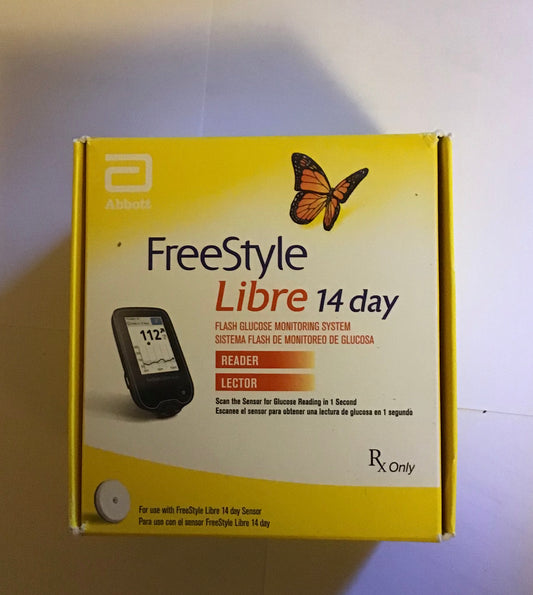 Abbott
FreeStyle
Libre 14 day
FLASH GLUCOSE MONITORING SYSTEM
SISTEMA FLASH DE MONITOREO DE GLUCOSA
112
READER
LECTOR
Scan the Sensor for Glucose Reading in 1 Second
Escanee el sensor para obtener una lectura de glucosa en 1 segundo
Rx Only
For use with FreeStyle Libre 14 day Sensor
Para uso con el sensor FreeStyle Libre 14 day